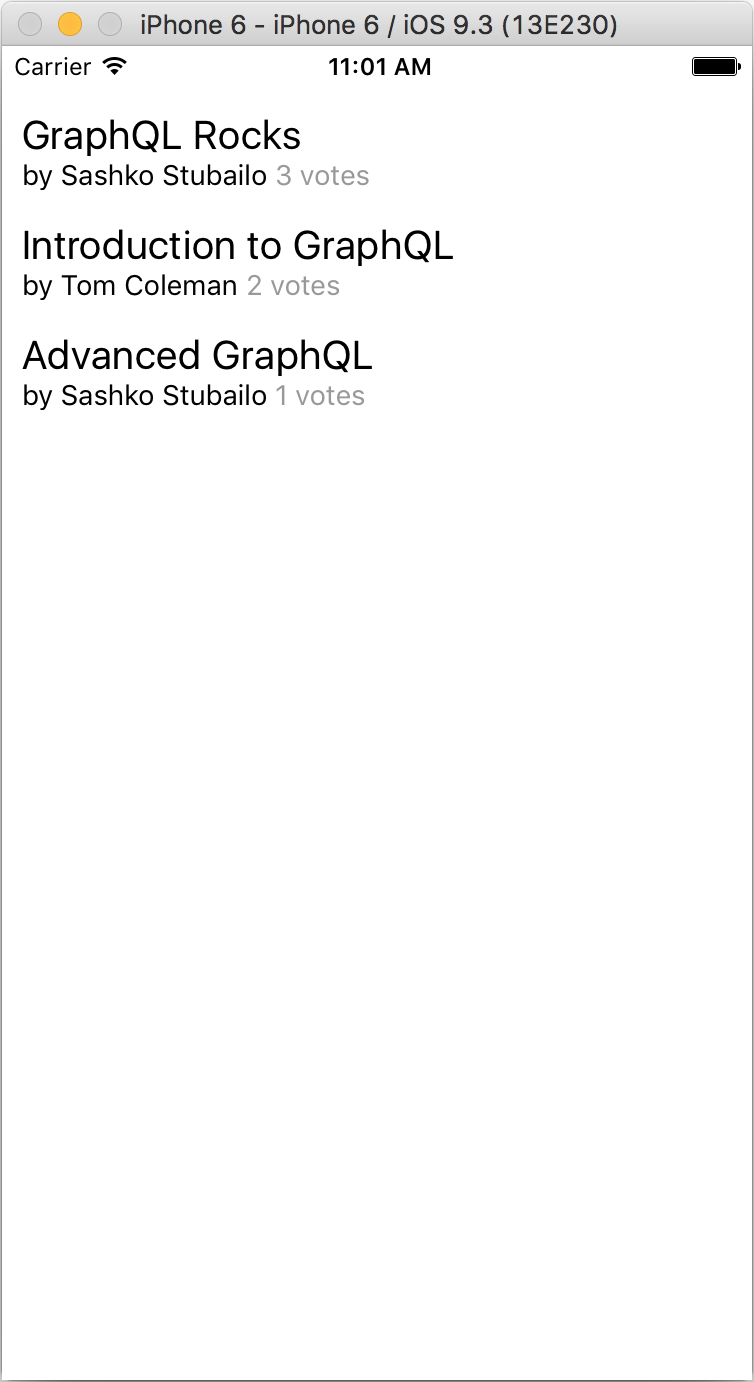 iPhone 6 - iPhone 6 / iOS 9.3 (13E230)
Carrier 11:01 AM
GraphQL Rocks
by Sashko Stubailo 3 votes
Introduction to GraphQL
by Tom Coleman 2 votes
Advanced GraphQL
by Sashko Stubailo 1 votes